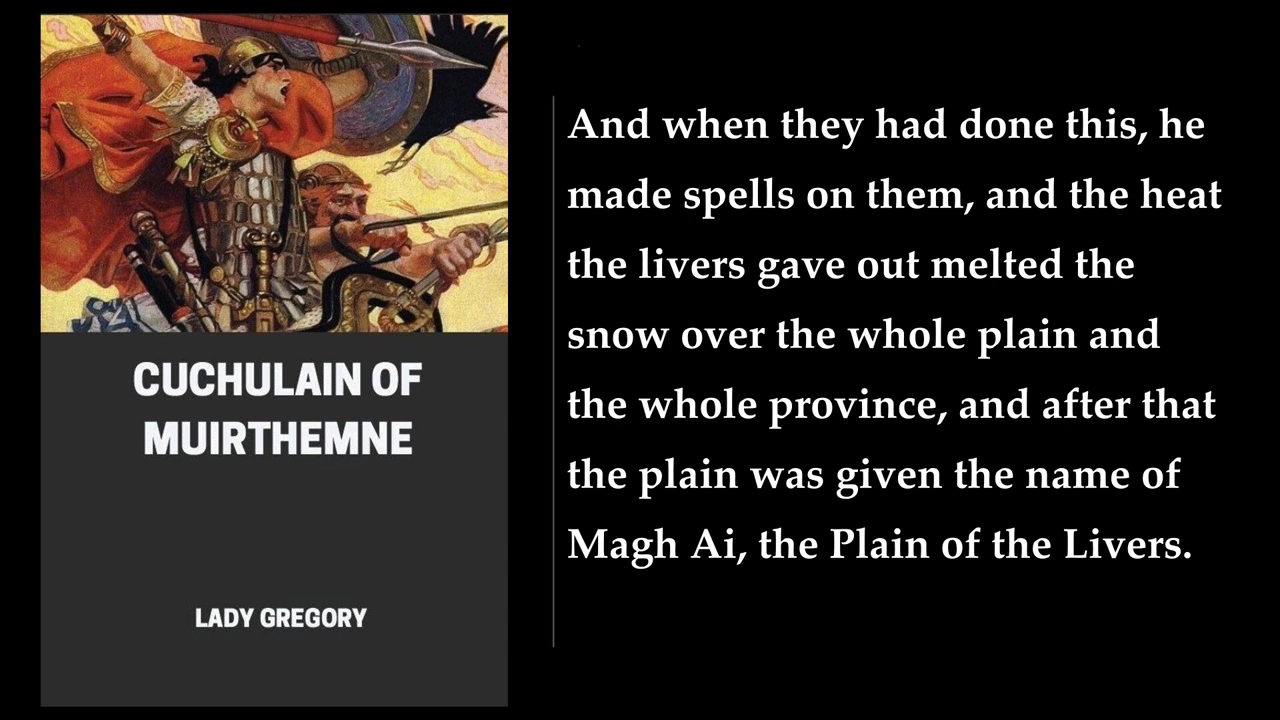 CUCHULAIN OF
MUIRTHEMNE
LADY GREGORY
And when they had done this, he
made spells on them, and the heat
the livers gave out melted the
snow over the whole plain and
the whole province, and after that
the plain was given the name of
Magh Ai, the Plain of the Livers.